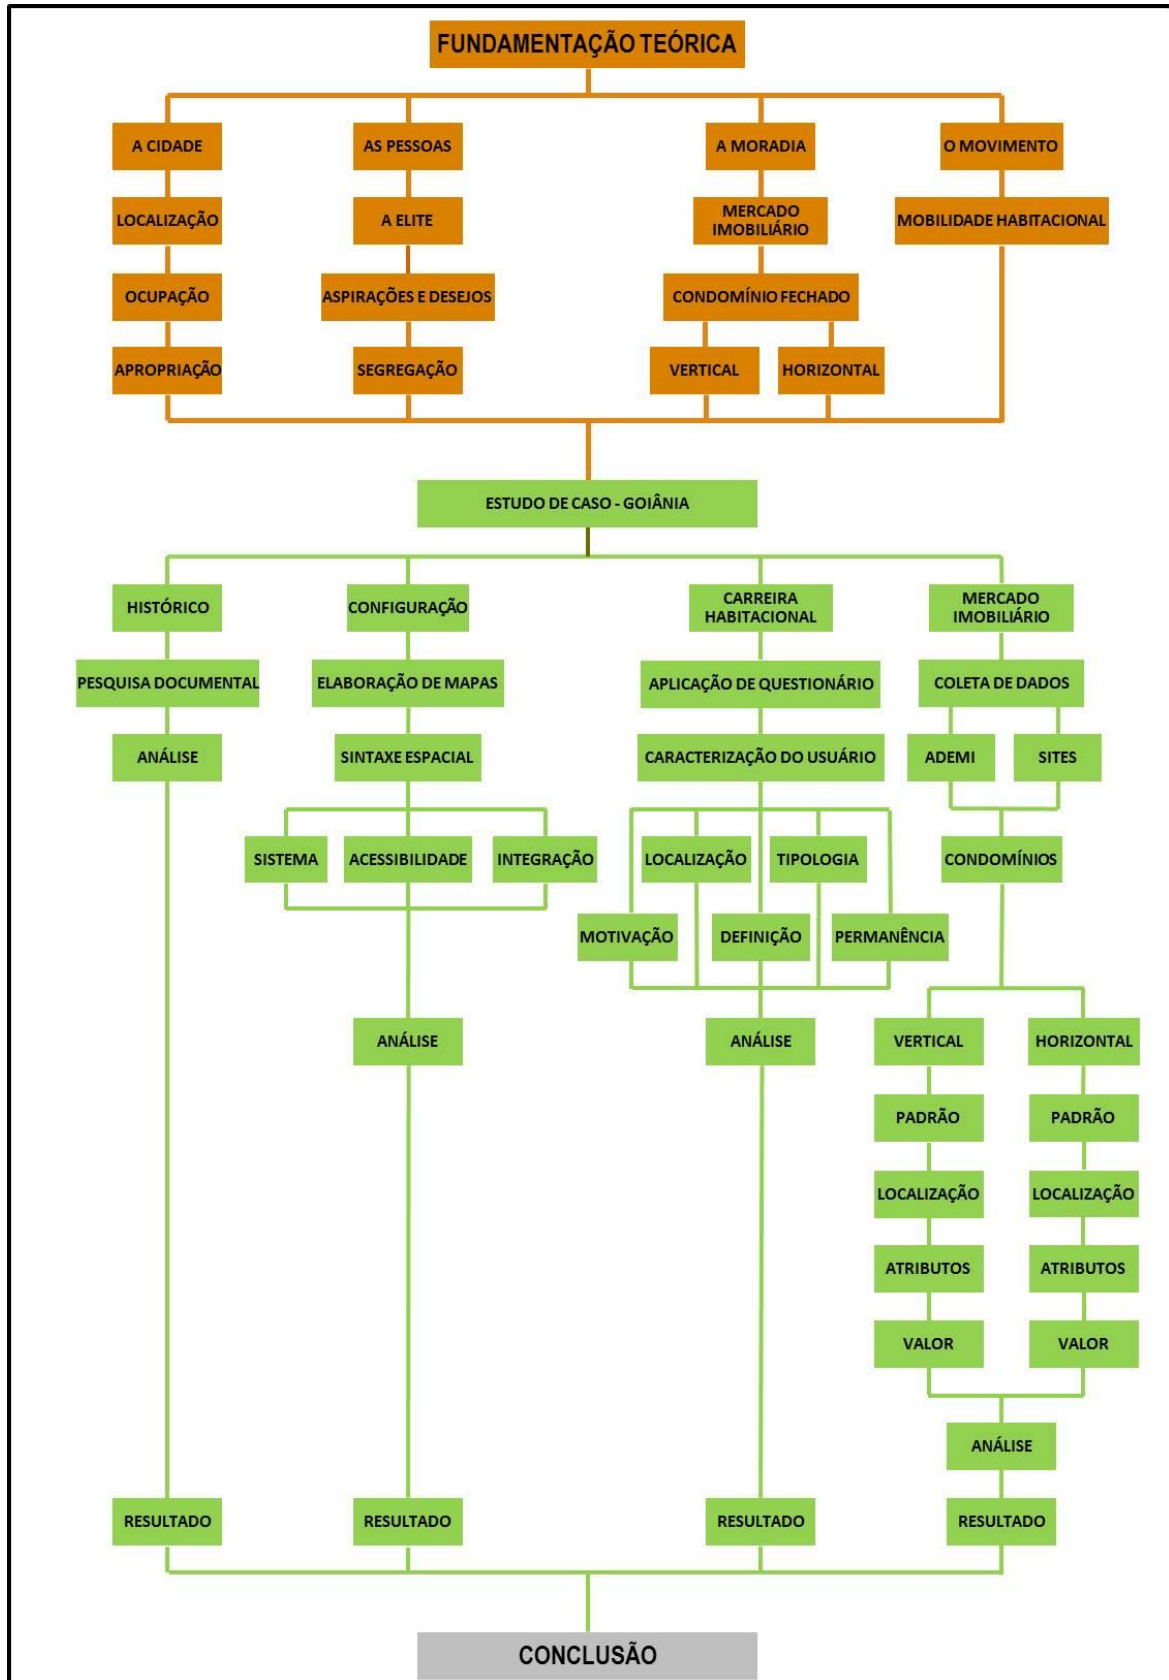 FUNDAMENTAÇÃO TEÓRICA
A CIDADE
AS PESSOAS
A MORADIA
O MOVIMENTO
LOCALIZAÇÃO
A ELITE
MERCADO
IMOBILIÁRIO
MOBILIDADE HABITACIONAL
OCUPAÇÃO
ASPIRAÇÕES E DESEJOS
CONDOMÍNIO FECHADO
APROPRIAÇÃO
SEGREGAÇÃO
VERTICAL
HORIZONTAL
ESTUDO DE CASO - GOIÂNIA
HISTÓRICO
CONFIGURAÇÃO
CARREIRA
HABITACIONAL
MERCADO
IMOBILIÁRIO
PESQUISA DOCUMENTAL
ELABORAÇÃO DE MAPAS
APLICAÇÃO DE QUESTIONÁRIO
COLETA DE DADOS
ANÁLISE
SINTAXE ESPACIAL
CARACTERIZAÇÃO DO USUÁRIO
ADEMI
SITES
SISTEMA
ACESSIBILIDADE
INTEGRAÇÃO
LOCALIZAÇÃO
TIPOLOGIA
CONDOMÍNIOS
MOTIVAÇÃO
DEFINIÇÃO
PERMANÊNCIA
ANÁLISE
ANÁLISE
VERTICAL
HORIZONTAL
PADRÃO
PADRÃO
LOCALIZAÇÃO
LOCALIZAÇÃO
ATRIBUTOS
ATRIBUTOS
VALOR
VALOR
ANÁLISE
RESULTADO
RESULTADO
RESULTADO
RESULTADO
CONCLUSÃO